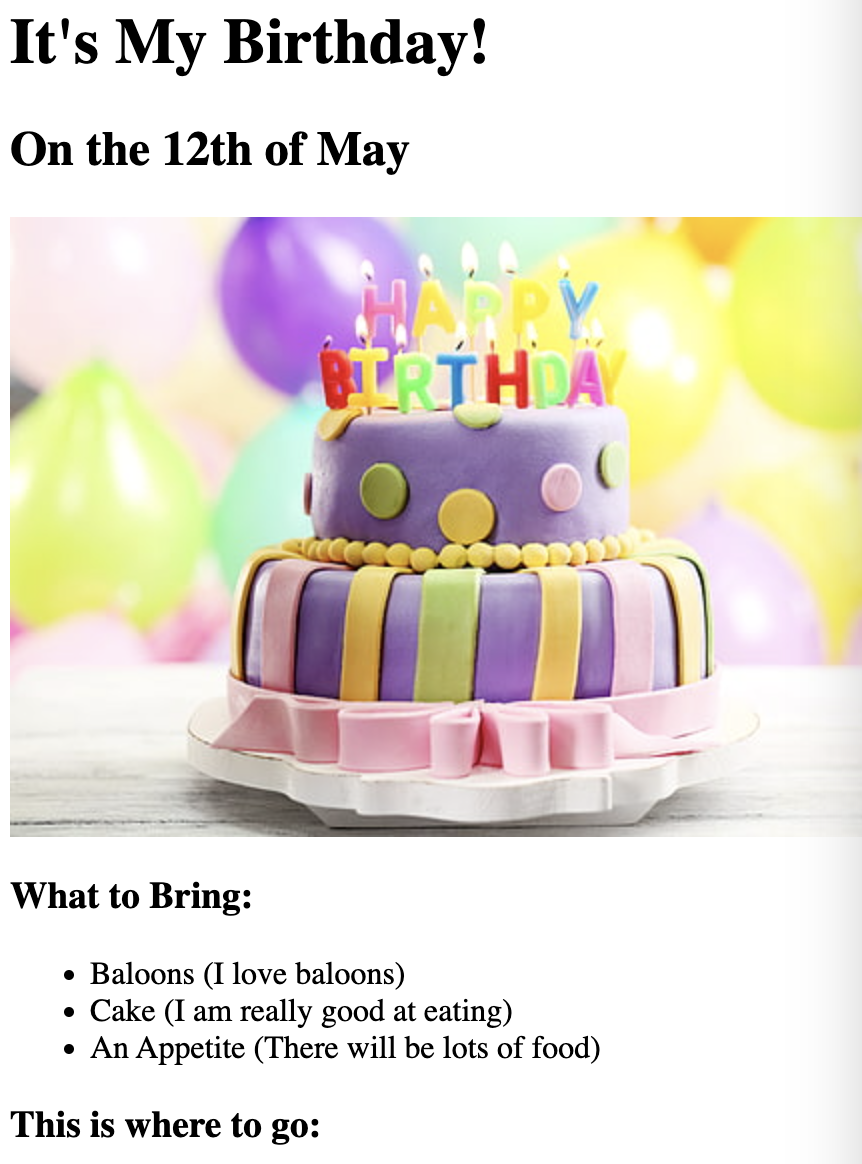 It's My Birthday!
On the 12th of May
HAPPY
BIRTHDAY
What to Bring:
Baloons (I love baloons)
Cake (I am really good at eating)
An Appetite (There will be lots of food)
This is where to go: